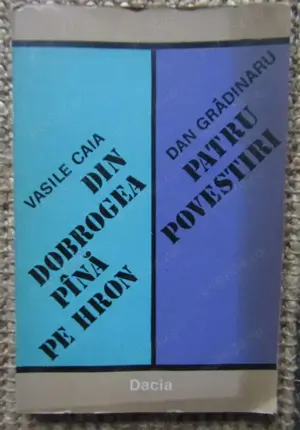 VASILE CAIA
DIN
DOBROGEA
PÎNĂ
PE HRON
DAN GRĂDINARU
PATRU
POVESTIRI
Dacia